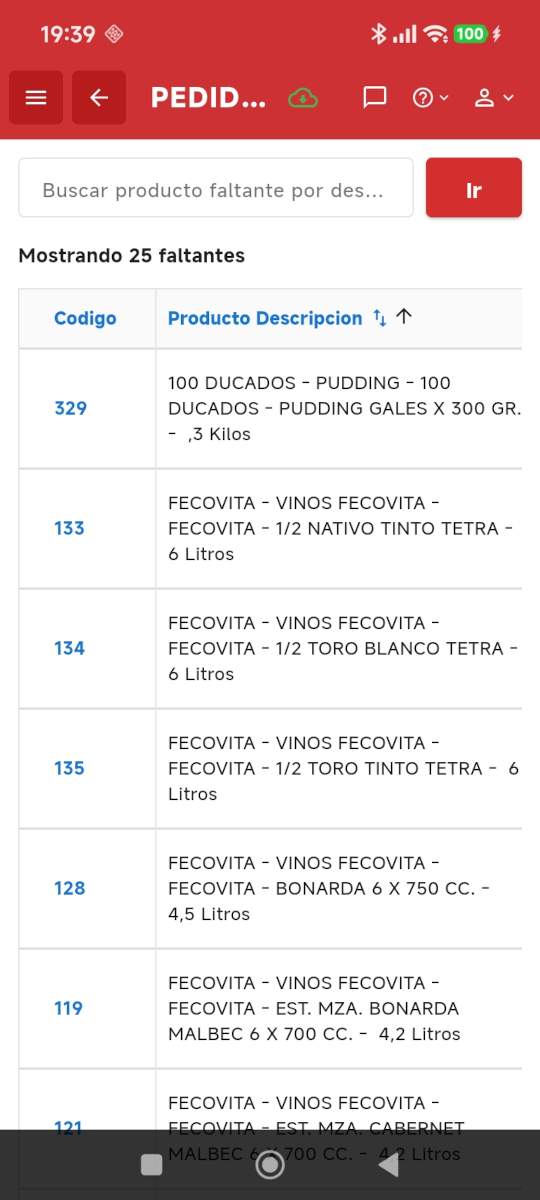 19:39
100
PEDID...
Buscar producto faltante por des...
Ir
Mostrando 25 faltantes
Codigo
Producto Descripcion
329
100 DUCADOS - PUDDING - 100
DUCADOS - PUDDING GALES X 300 GR.
- ,3 Kilos
133
FECOVITA - VINOS FECOVITA -
FECOVITA - 1/2 NATIVO TINTO TETRA -
6 Litros
134
FECOVITA - VINOS FECOVITA -
FECOVITA - 1/2 TORO BLANCO TETRA -
6 Litros
135
FECOVITA - VINOS FECOVITA -
FECOVITA - 1/2 TORO TINTO TETRA - 6
Litros
128
FECOVITA - VINOS FECOVITA -
FECOVITA - BONARDA 6 X 750 CC. -
4,5 Litros
119
FECOVITA - VINOS FECOVITA -
FECOVITA - EST. MZA. BONARDA
MALBEC 6 X 700 CC. - 4,2 Litros
121
FECOVITA - VINOS FECOVITA -
FECOVITA - EST. MZA. CABERNET
MALBEC 6 X 700 CC. - 4,2 Litros